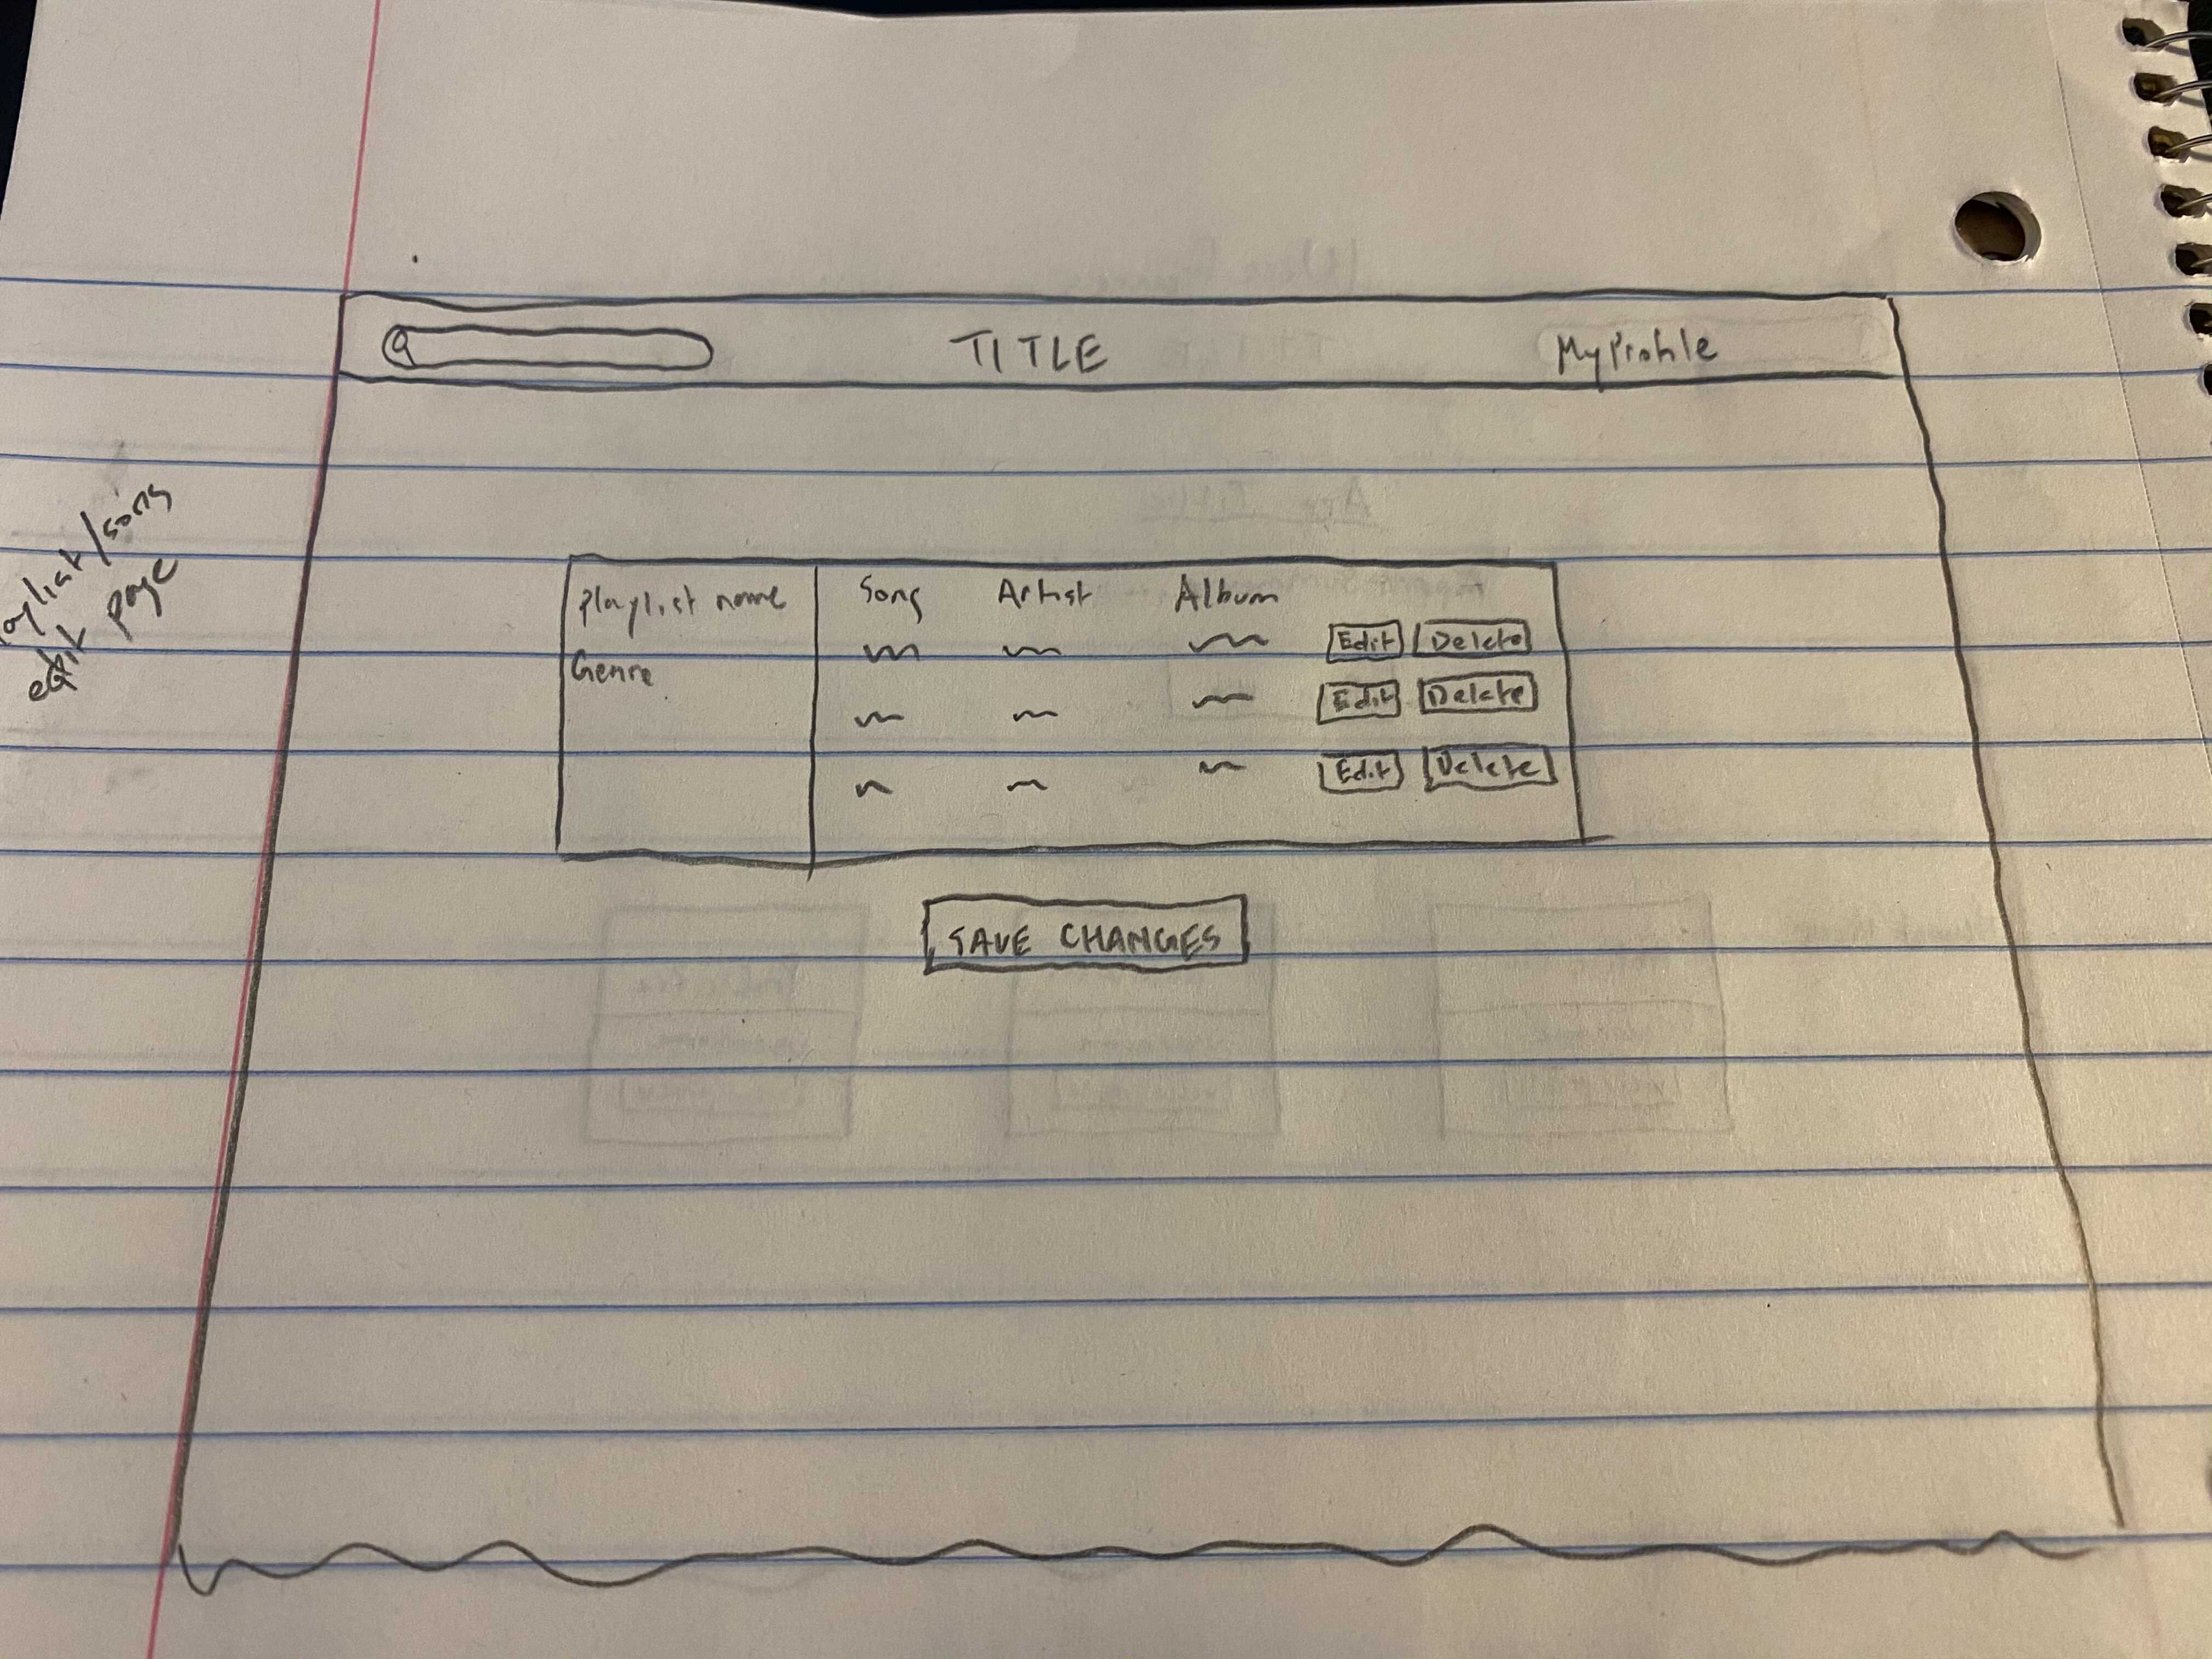 TITLE
My Profile
/song
edit page
Playlist name
Song Artist Album
Genre
Edit Delete
Edit Delete
Edit Delete
SAVE CHANGES